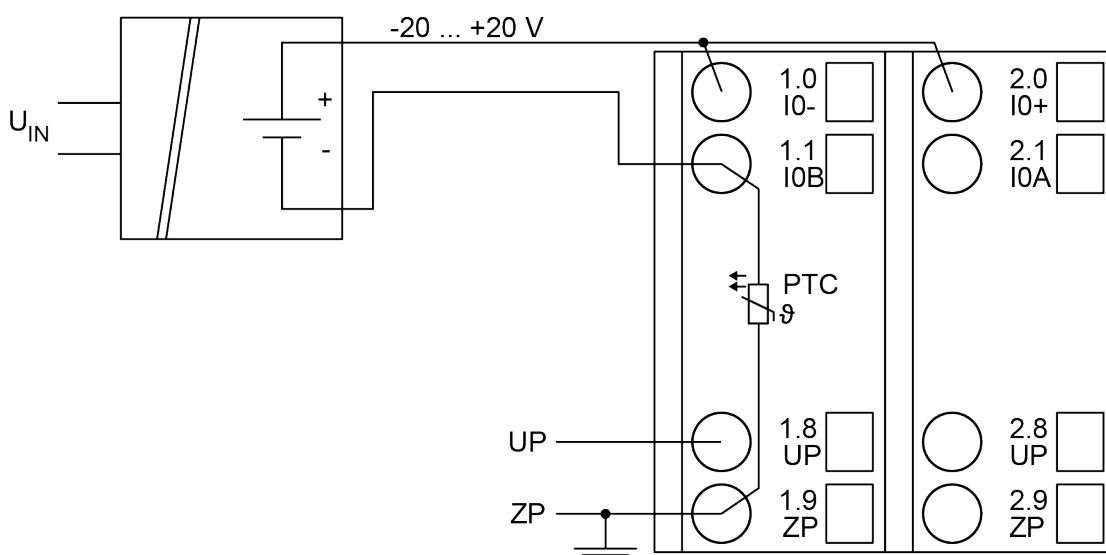 -20 ... +20 V
UIN
+
-
1.0
I0-
2.0
I0+
1.1
I0B
2.1
I0A
PTC
ϑ
UP
1.8
UP
2.8
UP
ZP
1.9
ZP
2.9
ZP